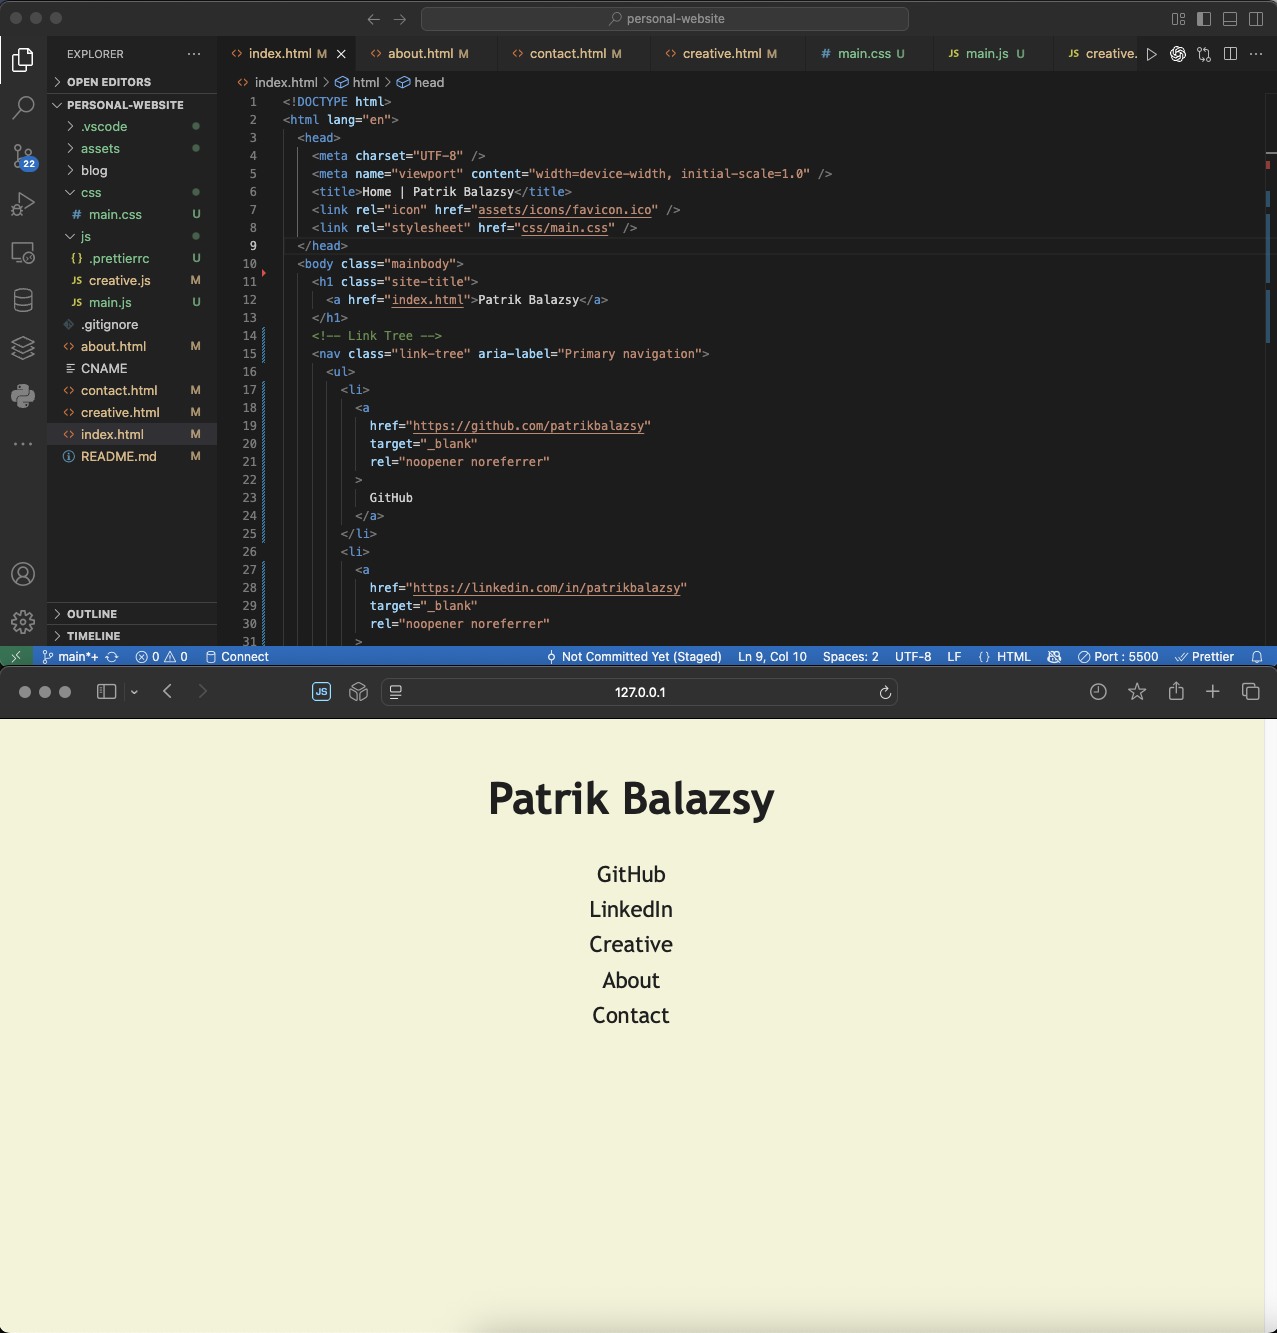 personal-website
EXPLORER
OPEN EDITORS
PERSONAL-WEBSITE
.vscode
assets
blog
css
# main.css U
js
{} .prettierrc U
JS creative.js M
JS main.js U
.gitignore
<> about.html M
CNAME
<> contact.html M
<> creative.html M
<> index.html M
README.md M
OUTLINE
TIMELINE
22
<> index.html M <> about.html M <> contact.html M <> creative.html M # main.css U JS main.js U JS creative.
<> index.html > html > head
1 <!DOCTYPE html>
2 <html lang="en">
3 <head>
4 <meta charset="UTF-8" />
5 <meta name="viewport" content="width=device-width, initial-scale=1.0" />
6 <title>Home | Patrik Balazsy</title>
7 <link rel="icon" href="assets/icons/favicon.ico" />
8 <link rel="stylesheet" href="css/main.css" />
9 </head>
10 <body class="mainbody">
11 <h1 class="site-title">
12 <a href="index.html">Patrik Balazsy</a>
13 </h1>
14 <!-- Link Tree -->
15 <nav class="link-tree" aria-label="Primary navigation">
16 <ul>
17 <li>
18 <a
19 href="https://github.com/patrikbalazsy"
20 target="_blank"
21 rel="noopener noreferrer"
22 >
23 GitHub
24 </a>
25 </li>
26 <li>
27 <a
28 href="https://linkedin.com/in/patrikbalazsy"
29 target="_blank"
30 rel="noopener noreferrer"
31 >
main*+ 0 0 Connect Not Committed Yet (Staged) Ln 9, Col 10 Spaces: 2 UTF-8 LF {} HTML Port : 5500 Prettier
JS 127.0.0.1
Patrik Balazsy
GitHub
LinkedIn
Creative
About
Contact